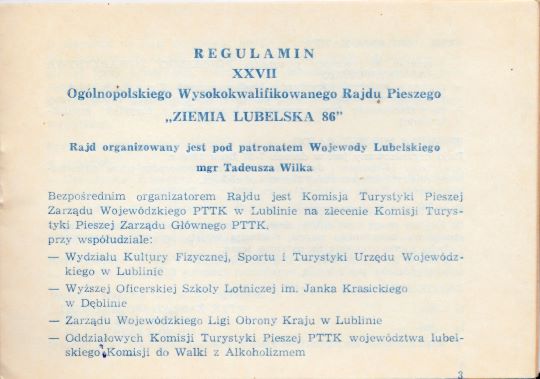 REGULAMIN
XXVII
Ogólnopolskiego Wysokokwalifikowanego Rajdu Pieszego
„ZIEMIA LUBELSKA 86”
Rajd organizowany jest pod patronatem Wojewody Lubelskiego
mgr Tadeusza Wilka
Bezpośrednim organizatorem Rajdu jest Komisja Turystyki Pieszej
Zarządu Wojewódzkiego PTTK w Lublinie na zlecenie Komisji Turys-
tyki Pieszej Zarządu Głównego PTTK.
przy współudziale:
— Wydziału Kultury Fizycznej, Sportu i Turystyki Urzędu Wojewódz-
kiego w Lublinie
— Wyższej Oficerskiej Szkoły Lotniczej im. Janka Krasickiego
w Dęblinie
— Zarządu Wojewódzkiego Ligi Obrony Kraju w Lublinie
— Oddziałowych Komisji Turystyki Pieszej PTTK województwa lubel-
skiego Komisji do Walki z Alkoholizmem
3